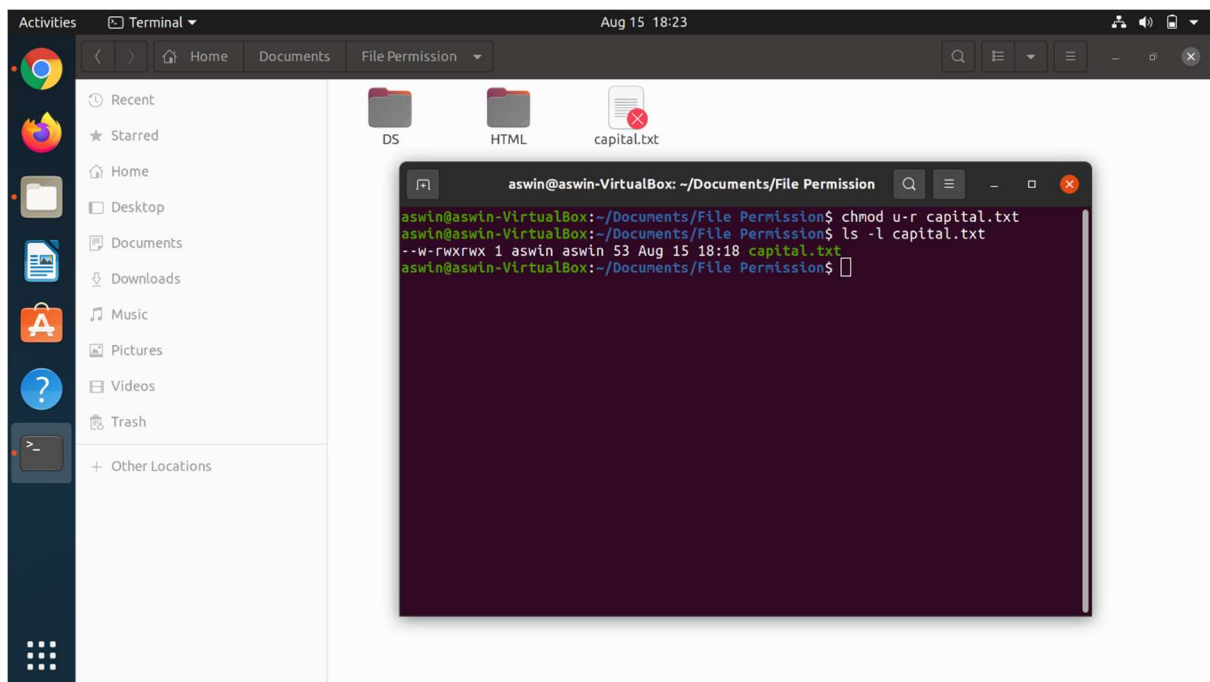 Activities Terminal Aug 15 18:23
Home Documents File Permission
Recent
Starred
Home
Desktop
Documents
Downloads
Music
Pictures
Videos
Trash
+ Other Locations
DS HTML capital.txt
aswin@aswin-VirtualBox: ~/Documents/File Permission
aswin@aswin-VirtualBox:~/Documents/File Permission$ chmod u-r capital.txt
aswin@aswin-VirtualBox:~/Documents/File Permission$ ls -l capital.txt
--w-rwxrwx 1 aswin aswin 53 Aug 15 18:18 capital.txt
aswin@aswin-VirtualBox:~/Documents/File Permission$